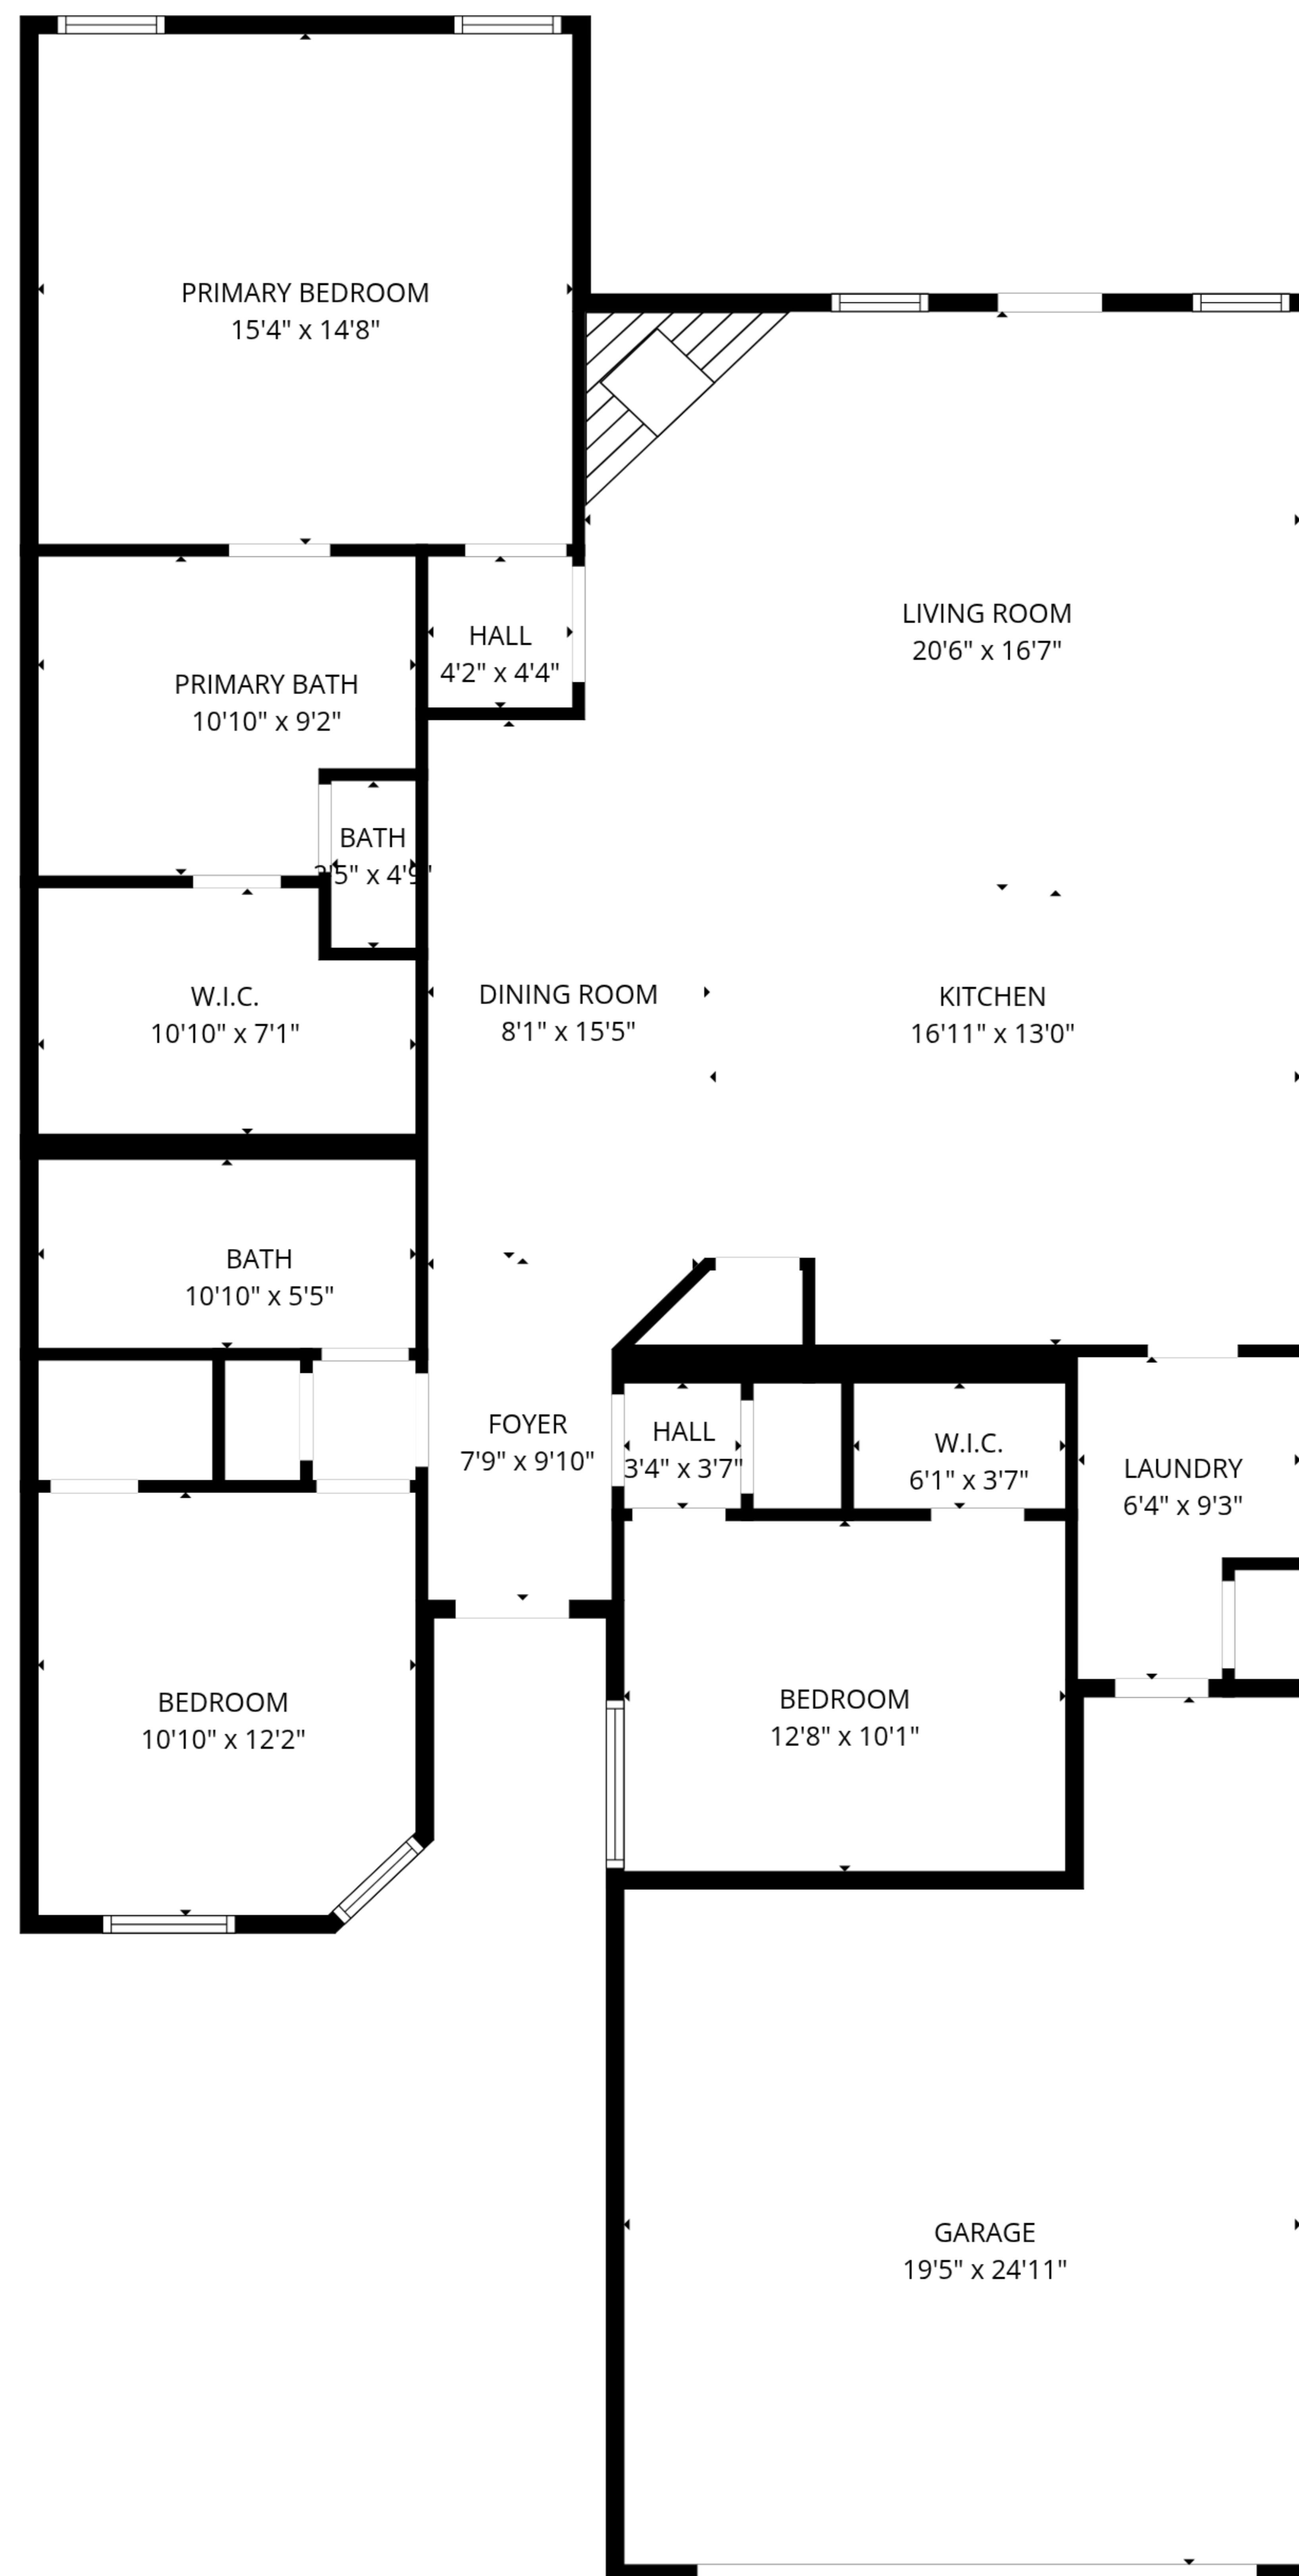 PRIMARY BEDROOM
15'4" x 14'8"
LIVING ROOM
20'6" x 16'7"
HALL
4'2" x 4'4"
PRIMARY BATH
10'10" x 9'2"
BATH
x 4'9"
W.I.C.
10'10" x 7'1"
DINING ROOM
8'1" x 15'5"
KITCHEN
16'11" x 13'0"
BATH
10'10" x 5'5"
FOYER
7'9" x 9'10"
HALL
3'4" x 3'7"
W.I.C.
6'1" x 3'7"
LAUNDRY
6'4" x 9'3"
BEDROOM
10'10" x 12'2"
BEDROOM
12'8" x 10'1"
GARAGE
19'5" x 24'11"